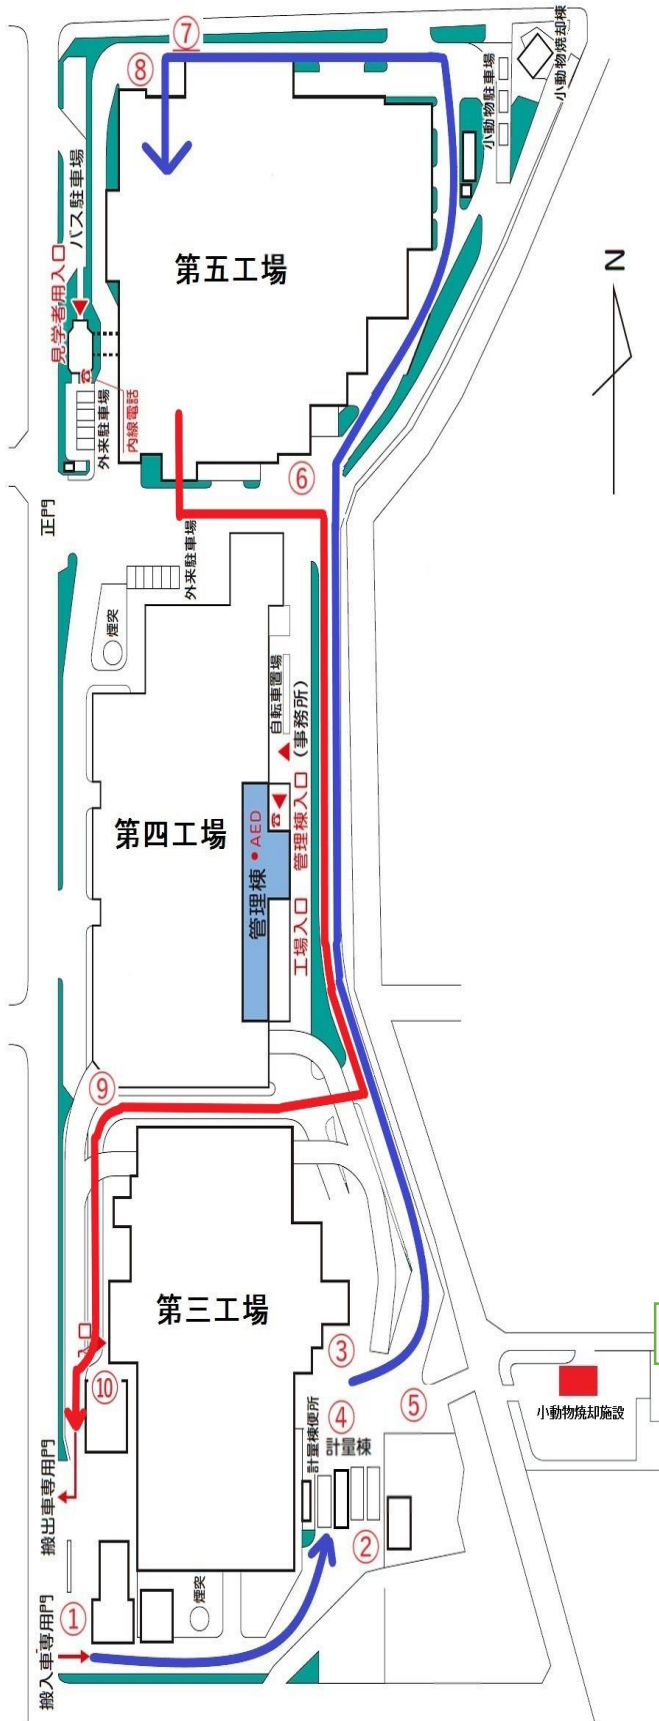 ⑦
⑧
小動物焼却棟
小動物駐車場
バス駐車場
見学者用入口
第五工場
N
内線電話
外来駐車場
⑥
正門
外来駐車場
煙突
自転車置場
管理棟入口（事務所）
第四工場
管理棟
AED
工場入口
⑨
第三工場
入口
③
⑩
④
⑤
小動物焼却施設
計量棟便所
計量棟
②
搬出車専用門
煙突
①
搬入車専用門